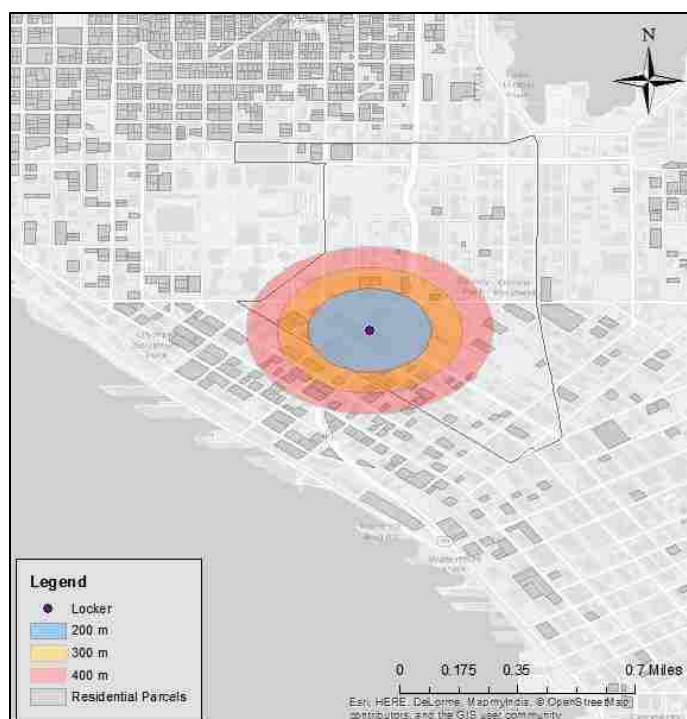 N
Legend
Locker
200 m
300 m
400 m
Residential Parcels
0 0.175 0.35 0.7 Miles
Esri, HERE, DeLorme, MapmyIndia, © OpenStreetMap
contributors, and the GIS user community